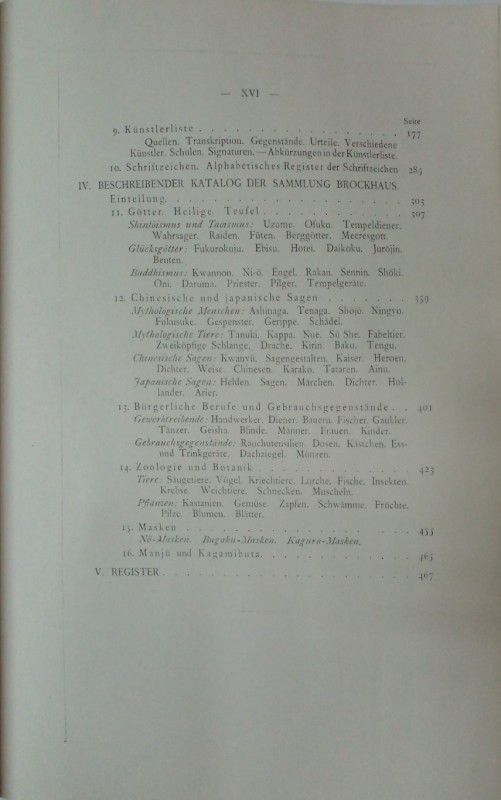 — XVI —
Seite
9. Künstlerliste . . . . . . . . . . . . . . . 177
Quellen. Transkription. Gegenstände. Urteile. Verschiedene
Künstler. Schulen. Signaturen. — Abkürzungen in der Künstlerliste.
10. Schriftzeichen. Alphabetisches Register der Schriftzeichen 283
IV. BESCHREIBENDER KATALOG DER SAMMLUNG BROCKHAUS.
Einteilung. . . . . . . . . . . . . . . . . 303
11. Götter. Heilige. Teufel . . . . . . . . . . . 307
Shintōismus und Taoismus: Uzume. Ofuku. Tempeldiener.
Wahrsager. Raiden. Fūten. Berggötter. Meeresgott.
Glücksgötter: Fukurokuju. Ebisu. Hotei. Daikoku. Jurōjin.
Benten.
Buddhismus: Kwannon. Ni-ō. Engel. Rakan. Sennin. Shōki.
Oni. Daruma. Priester. Pilger. Tempelgeräte.
12. Chinesische und japanische Sagen . . . . . . . 359
Mythologische Menschen: Ashinaga. Tenaga. Shōjō. Ningyo.
Fukusuke. Gespenster. Gerippe. Schädel.
Mythologische Tiere: Tanuki. Kappa. Nue. Sü She. Fabeltier.
Zweiköpfige Schlange. Drache. Kirin. Baku. Tengu.
Chinesische Sagen: Kwanyü. Sagengestalten. Kaiser. Heroen.
Dichter. Weise. Chinesen. Karako. Tataren. Ainu.
Japanische Sagen: Helden. Sagen. Märchen. Dichter. Hol-
länder. Arier.
13. Bürgerliche Berufe und Gebrauchsgegenstände . . 401
Gewerbtreibende: Handwerker. Diener. Bauern. Fischer. Gaukler.
Tänzer. Geisha. Blinde. Männer. Frauen. Kinder.
Gebrauchsgegenstände: Rauchutensilien. Dosen. Kästchen. Ess-
und Trinkgeräte. Dachziegel. Münzen.
14. Zoologie und Botanik . . . . . . . . . . . . 423
Tiere: Säugetiere. Vögel. Kriechtiere. Lurche. Fische. Insekten.
Krebse. Weichtiere. Schnecken. Muscheln.
Pflanzen: Kastanien. Gemüse. Zapfen. Schwämme. Früchte.
Pilze. Blumen. Blätter.
15. Masken . . . . . . . . . . . . . . . . . 455
Nō-Masken. Bugaku-Masken. Kagura-Masken.
16. Manjū und Kagamibuta. . . . . . . . . . . . 463
V. REGISTER . . . . . . . . . . . . . . . . . 467